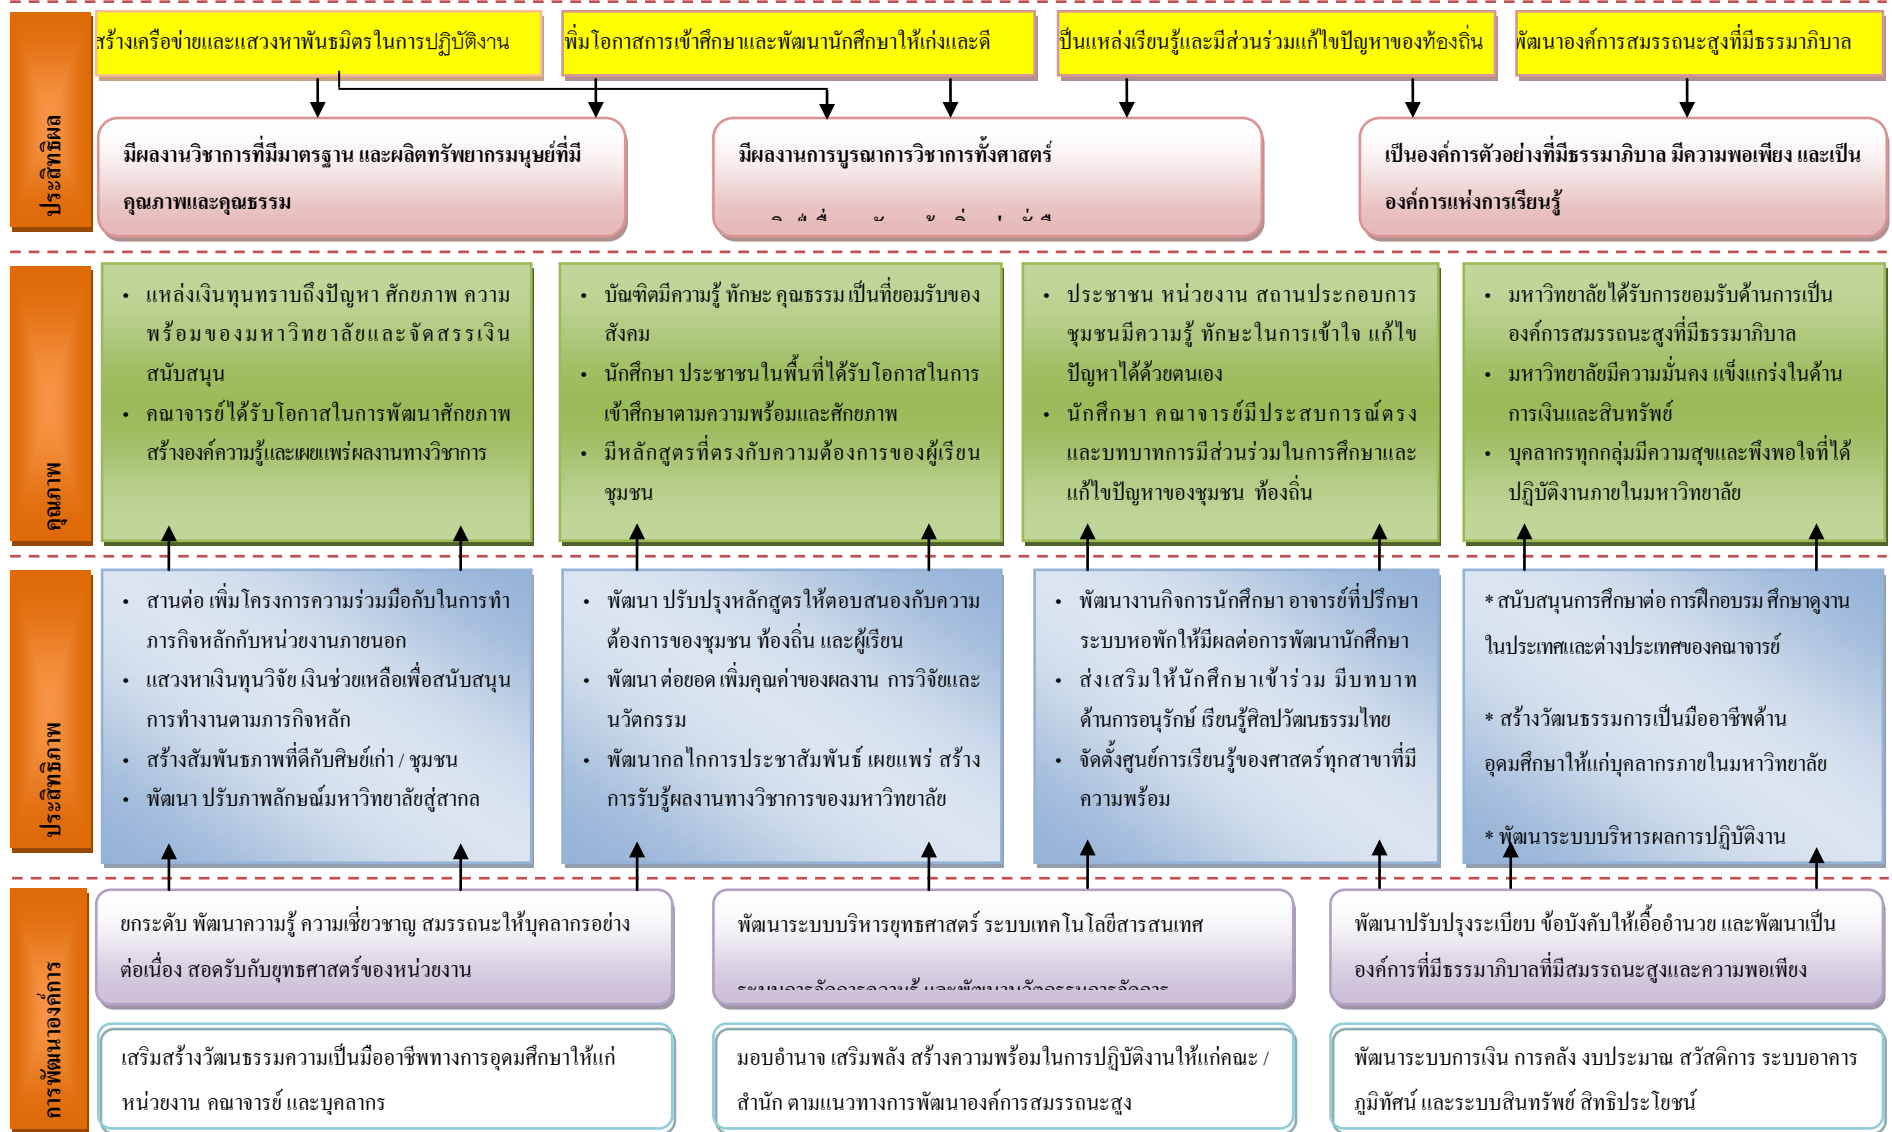 ประสิทธิผล
สร้างเครือข่ายและแสวงหาพันธมิตรในการปฏิบัติงาน
พิ่มโอกาสการเข้าศึกษาและพัฒนานักศึกษาให้เก่งและดี
ป็นแหล่งเรียนรู้และมีส่วนร่วมแก้ไขปัญหาของท้องถิ่น
พัฒนาองค์การสมรรถนะสูงที่มีธรรมาภิบาล
มีผลงานวิชาการที่มีมาตรฐาน และผลิตทรัพยากรมนุษย์ที่มี
คุณภาพและคุณธรรม
มีผลงานการบูรณาการวิชาการทั้งศาสตร์
เป็นองค์การตัวอย่างที่มีธรรมาภิบาล มีความพอเพียง และเป็น
องค์การแห่งการเรียนรู้
คุณภาพ
• แหล่งเงินทุนทราบถึงปัญหา ศักยภาพ ความ
พร้อมของมหาวิทยาลัยและจัดสรรเงิน
สนับสนุน
• คณาจารย์ได้รับโอกาสในการพัฒนาศักยภาพ
สร้างองค์ความรู้และเผยแพร่ผลงานทางวิชาการ
• บัณฑิตมีความรู้ ทักษะ คุณธรรม เป็นที่ยอมรับของ
สังคม
• นักศึกษา ประชาชนในพื้นที่ได้รับโอกาสในการ
เข้าศึกษาตามความพร้อมและศักยภาพ
• มีหลักสูตรที่ตรงกับความต้องการของผู้เรียน
ชุมชน
• ประชาชน หน่วยงาน สถานประกอบการ
ชุมชนมีความรู้ ทักษะในการเข้าใจ แก้ไข
ปัญหาได้ด้วยตนเอง
• นักศึกษา คณาจารย์มีประสบการณ์ตรง
และบทบาทการมีส่วนร่วมในการศึกษาและ
แก้ไขปัญหาของชุมชน ท้องถิ่น
• มหาวิทยาลัยได้รับการยอมรับด้านการเป็น
องค์การสมรรถนะสูงที่มีธรรมาภิบาล
• มหาวิทยาลัยมีความมั่นคง แข็งแกร่งในด้าน
การเงินและสินทรัพย์
• บุคลากรทุกกลุ่มมีความสุขและพึงพอใจที่ได้
ปฏิบัติงานภายในมหาวิทยาลัย
ประสิทธิภาพ
• สานต่อ เพิ่มโครงการความร่วมมือกับในการทำ
ภารกิจหลักกับหน่วยงานภายนอก
• แสวงหาเงินทุนวิจัย เงินช่วยเหลือเพื่อสนับสนุน
การทำงานตามภารกิจหลัก
• สร้างสัมพันธภาพที่ดีกับศิษย์เก่า / ชุมชน
• พัฒนา ปรับภาพลักษณ์มหาวิทยาลัยสู่สากล
• พัฒนา ปรับปรุงหลักสูตรให้ตอบสนองกับความ
ต้องการของชุมชน ท้องถิ่น และผู้เรียน
• พัฒนา ต่อยอด เพิ่มคุณค่าของผลงาน การวิจัยและ
นวัตกรรม
• พัฒนากลไกการประชาสัมพันธ์ เผยแพร่ สร้าง
การรับรู้ผลงานทางวิชาการของมหาวิทยาลัย
• พัฒนางานกิจการนักศึกษา อาจารย์ที่ปรึกษา
ระบบหอพักให้มีผลต่อการพัฒนานักศึกษา
• ส่งเสริมให้นักศึกษาเข้าร่วม มีบทบาท
ด้านการอนุรักษ์ เรียนรู้ศิลปวัฒนธรรมไทย
• จัดตั้งศูนย์การเรียนรู้ของศาสตร์ทุกสาขาที่มี
ความพร้อม
* สนับสนุนการศึกษาต่อ การฝึกอบรม ศึกษาดูงาน
ในประเทศและต่างประเทศของคณาจารย์
* สร้างวัฒนธรรมการเป็นมืออาชีพด้าน
อุดมศึกษาให้แก่บุคลากรภายในมหาวิทยาลัย
* พัฒนาระบบบริหารผลการปฏิบัติงาน
การพัฒนาองค์การ
ยกระดับ พัฒนาความรู้ ความเชี่ยวชาญ สมรรถนะให้บุคลากรอย่าง
ต่อเนื่อง สอดรับกับยุทธศาสตร์ของหน่วยงาน
พัฒนาระบบบริหารยุทธศาสตร์ ระบบเทคโนโลยีสารสนเทศ
ระบบการจัดการความรู้ และพัฒนานวัตกรรมการจัดการ
พัฒนาปรับปรุงระเบียบ ข้อบังคับให้เอื้ออำนวย และพัฒนาเป็น
องค์การที่มีธรรมาภิบาลที่มีสมรรถนะสูงและความพอเพียง
เสริมสร้างวัฒนธรรมความเป็นมืออาชีพทางการอุดมศึกษาให้แก่
หน่วยงาน คณาจารย์ และบุคลากร
มอบอำนาจ เสริมพลัง สร้างความพร้อมในการปฏิบัติงานให้แก่คณะ /
สำนัก ตามแนวทางการพัฒนาองค์การสมรรถนะสูง
พัฒนาระบบการเงิน การคลัง งบประมาณ สวัสดิการ ระบบอาคาร
ภูมิทัศน์ และระบบสินทรัพย์ สิทธิประโยชน์